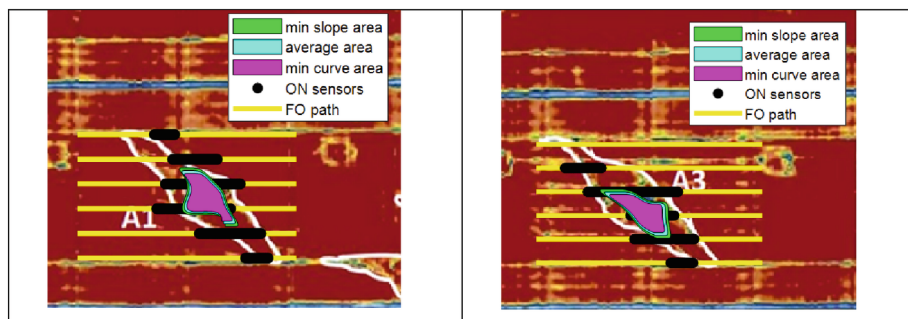 min slope area
average area
min curve area
ON sensors
FO path
A1
min slope area
average area
min curve area
ON sensors
FO path
A3